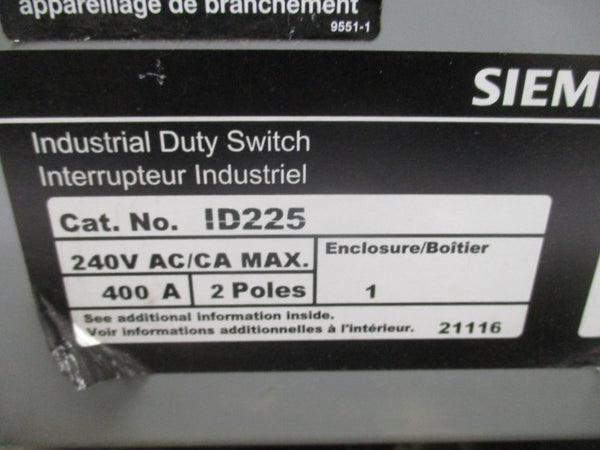 appareillage de branchement
9551-1
SIEM
Industrial Duty Switch
Interrupteur Industriel
Cat. No. ID225
240V AC/CA MAX.
Enclosure/Boîtier
400 A 2 Poles
1
See additional information inside.
Voir informations additionnelles à l'intérieur. 21116